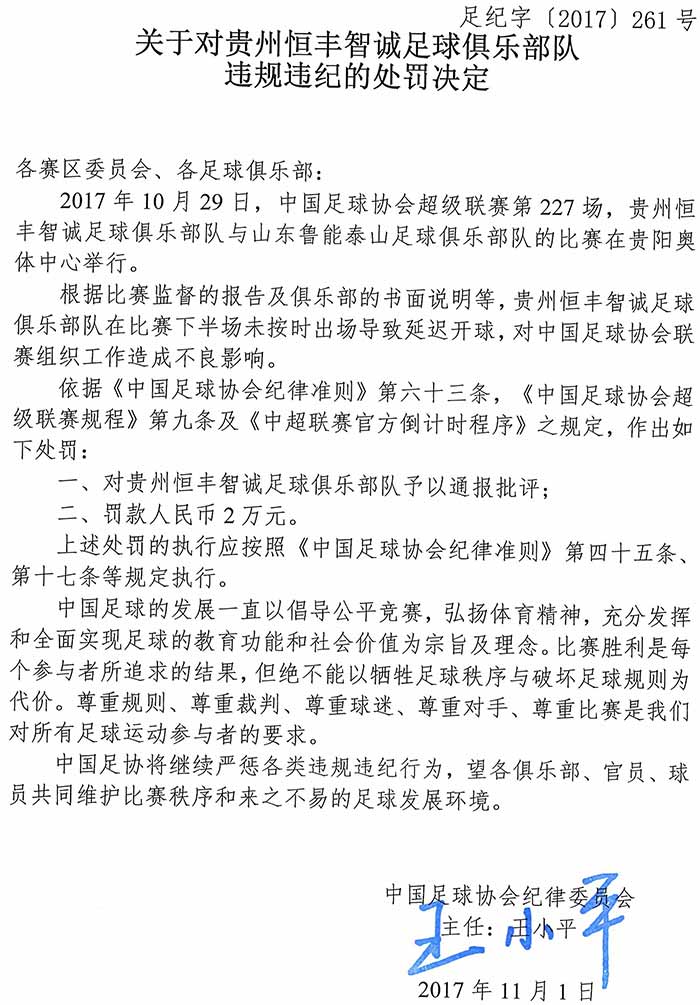 足纪字〔2017〕261号
关于对贵州恒丰智诚足球俱乐部队
违规违纪的处罚决定
各赛区委员会、各足球俱乐部：
2017年10月29日，中国足球协会超级联赛第227场，贵州恒
丰智诚足球俱乐部队与山东鲁能泰山足球俱乐部队的比赛在贵阳奥
体中心举行。
根据比赛监督的报告及俱乐部的书面说明等，贵州恒丰智诚足球
俱乐部队在比赛下半场未按时出场导致延迟开球，对中国足球协会联
赛组织工作造成不良影响。
依据《中国足球协会纪律准则》第六十三条，《中国足球协会超
级联赛规程》第九条及《中超联赛官方倒计时程序》之规定，作出如
下处罚：
一、对贵州恒丰智诚足球俱乐部队予以通报批评；
二、罚款人民币2万元。
上述处罚的执行应按照《中国足球协会纪律准则》第四十五条、
第十七条等规定执行。
中国足球的发展一直以倡导公平竞赛，弘扬体育精神，充分发挥
和全面实现足球的教育功能和社会价值为宗旨及理念。比赛胜利是每
个参与者所追求的结果，但绝不能以牺牲足球秩序与破坏足球规则为
代价。尊重规则、尊重裁判、尊重球迷、尊重对手、尊重比赛是我们
对所有足球运动参与者的要求。
中国足协将继续严惩各类违规违纪行为，望各俱乐部、官员、球
员共同维护比赛秩序和来之不易的足球发展环境。
中国足球协会纪律委员会
主任：王小平
王小平
2017年11月1日